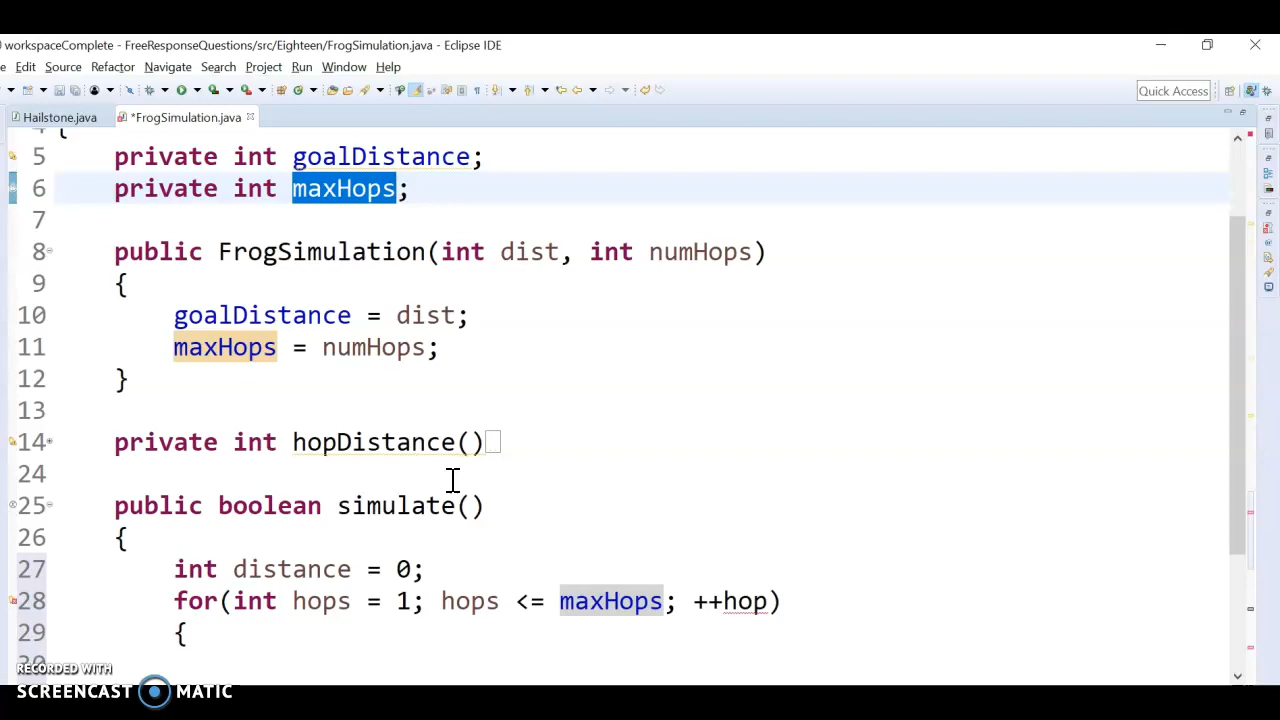 workspaceComplete - FreeResponseQuestions/src/Eighteen/FrogSimulation.java - Eclipse IDE
Edit Source Refactor Navigate Search Project Run Window Help
Quick Access
Hailstone.java *FrogSimulation.java
4 {
5 private int goalDistance;
6 private int maxHops;
7
8 public FrogSimulation(int dist, int numHops)
9 {
10 goalDistance = dist;
11 maxHops = numHops;
12 }
13
14 private int hopDistance()
24
25 public boolean simulate()
26 {
27 int distance = 0;
28 for(int hops = 1; hops <= maxHops; ++hop)
29 {
RECORDED WITH
SCREENCAST MATIC